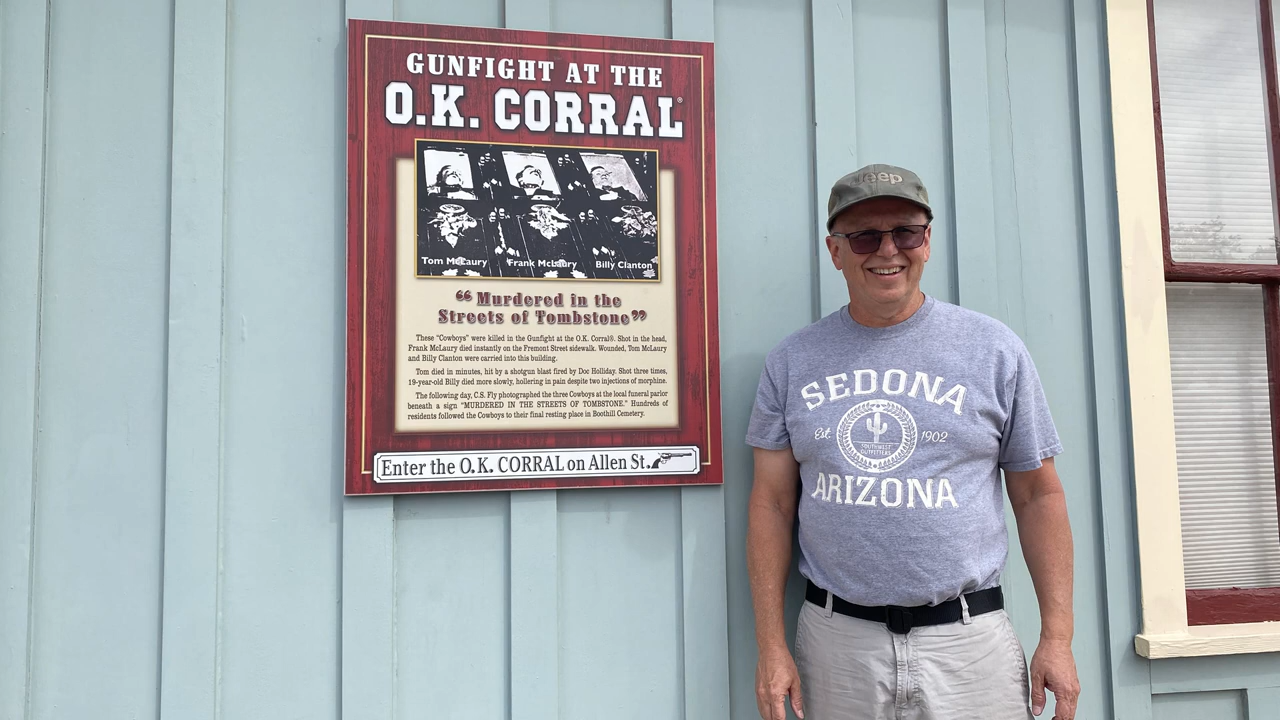 GUNFIGHT AT THE
O.K. CORRAL®
Tom McLaury Frank McLaury Billy Clanton
“Murdered in the
Streets of Tombstone”
These “Cowboys” were killed in the Gunfight at the O.K. Corral®. Shot in the head,
Frank McLaury died instantly on the Fremont Street sidewalk. Wounded, Tom McLaury
and Billy Clanton were carried into this building.
Tom died in minutes, hit by a shotgun blast fired by Doc Holliday. Shot three times,
19-year-old Billy died more slowly, hollering in pain despite two injections of morphine.
The following day, C.S. Fly photographed the three Cowboys at the local funeral parlor
beneath a sign “MURDERED IN THE STREETS OF TOMBSTONE.” Hundreds of
residents followed the Cowboys to their final resting place in Boothill Cemetery.
Enter the O.K. CORRAL on Allen St.
Jeep
SEDONA
Est. 1902
SOUTHWEST
OUTFITTERS
ARIZONA